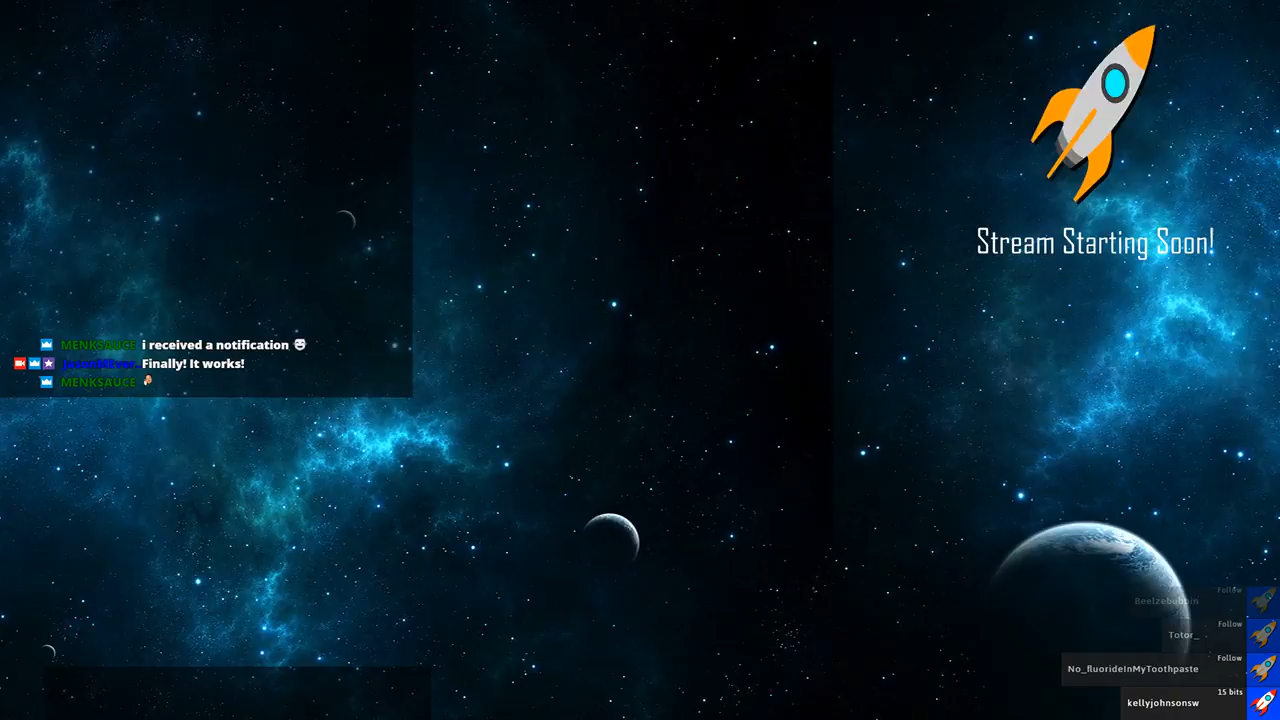 Stream Starting Soon!
MENKSAUCE i received a notification
Finally! It works!
MENKSAUCE
Follow
Beelzebubbin
Follow
Totor_
Follow
No_fluorideInMyToothpaste
15 bits
kellyjohnsonsw